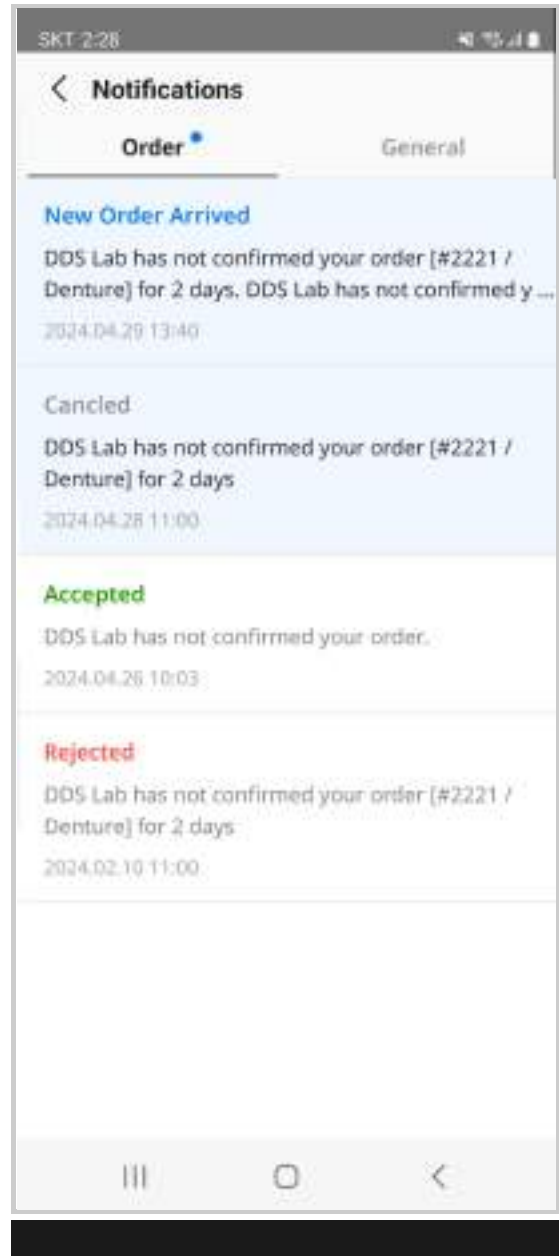 SKT 2:28
Notifications
Order
General
New Order Arrived
DDS Lab has not confirmed your order [#2221 /
Denture] for 2 days. DDS Lab has not confirmed y ...
2024.04.29 13:40
Cancled
DDS Lab has not confirmed your order [#2221 /
Denture] for 2 days
2024.04.28 11:00
Accepted
DDS Lab has not confirmed your order.
2024.04.26 10:03
Rejected
DDS Lab has not confirmed your order [#2221 /
Denture] for 2 days
2024.02.10 11:00